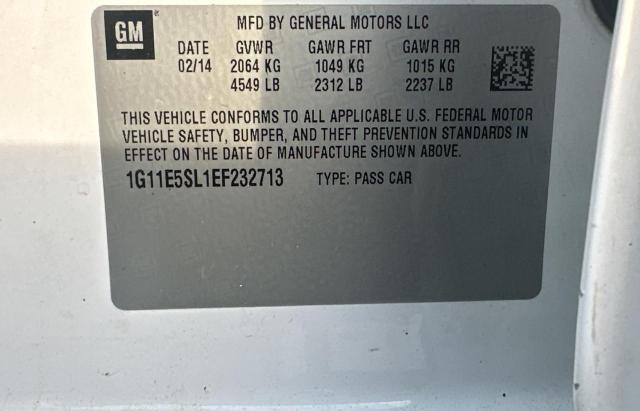 GM
MFD BY GENERAL MOTORS LLC
DATE GVWR GAWR FRT GAWR RR
02/14 2064 KG 1049 KG 1015 KG
4549 LB 2312 LB 2237 LB
THIS VEHICLE CONFORMS TO ALL APPLICABLE U.S. FEDERAL MOTOR
VEHICLE SAFETY, BUMPER, AND THEFT PREVENTION STANDARDS IN
EFFECT ON THE DATE OF MANUFACTURE SHOWN ABOVE.
1G11E5SL1EF232713 TYPE: PASS CAR